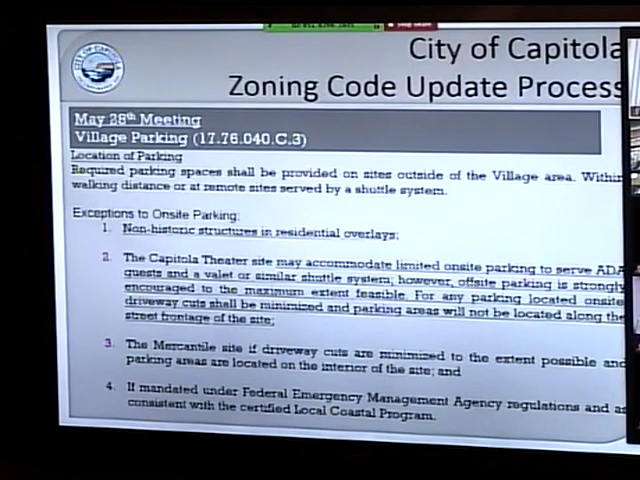 City of Capitola
Zoning Code Update Process
May 28th Meeting
Village Parking (17.76.040.C.3)
Location of Parking
Required parking spaces shall be provided on sites outside of the Village area. Within
walking distance or at remote sites served by a shuttle system.
Exceptions to Onsite Parking:
1. Non-historic structures in residential overlays;
2. The Capitola Theater site may accommodate limited onsite parking to serve ADA
guests and a valet or similar shuttle system; however, offsite parking is strongly
encouraged to the maximum extent feasible. For any parking located onsite
driveway cuts shall be minimized and parking areas will not be located along the
street frontage of the site;
3. The Mercantile site if driveway cuts are minimized to the extent possible and
parking areas are located on the interior of the site; and
4. If mandated under Federal Emergency Management Agency regulations and as
consistent with the certified Local Coastal Program.